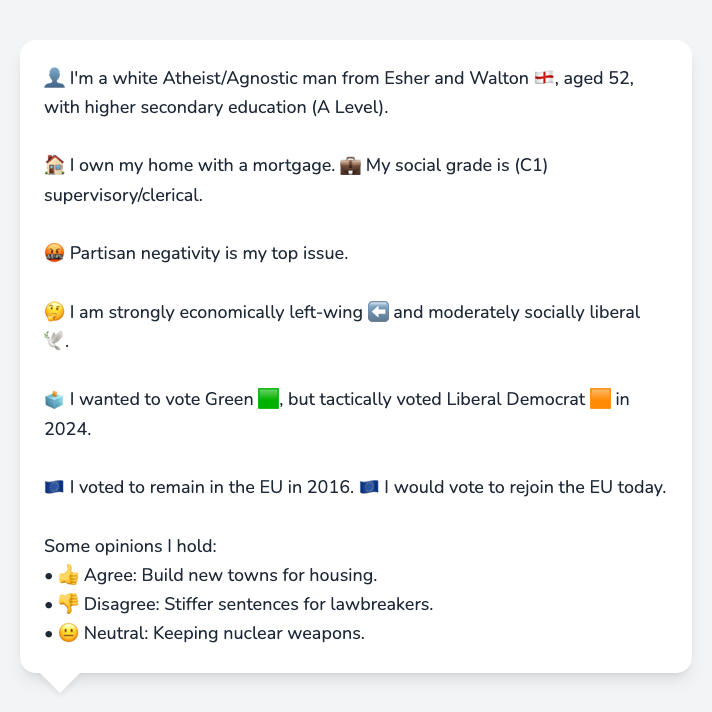 👤 I'm a white Atheist/Agnostic man from Esher and Walton 🏴󠁧󠁢󠁥󠁮󠁧󠁿, aged 52,
with higher secondary education (A Level).
🏠 I own my home with a mortgage. 💼 My social grade is (C1)
supervisory/clerical.
🤬 Partisan negativity is my top issue.
🤔 I am strongly economically left-wing ⬅️ and moderately socially liberal
🕊️.
🗳️ I wanted to vote Green 🟩, but tactically voted Liberal Democrat 🟧 in
2024.
🇪🇺 I voted to remain in the EU in 2016. 🇪🇺 I would vote to rejoin the EU today.
Some opinions I hold:
• 👍 Agree: Build new towns for housing.
• 👎 Disagree: Stiffer sentences for lawbreakers.
• 😐 Neutral: Keeping nuclear weapons.